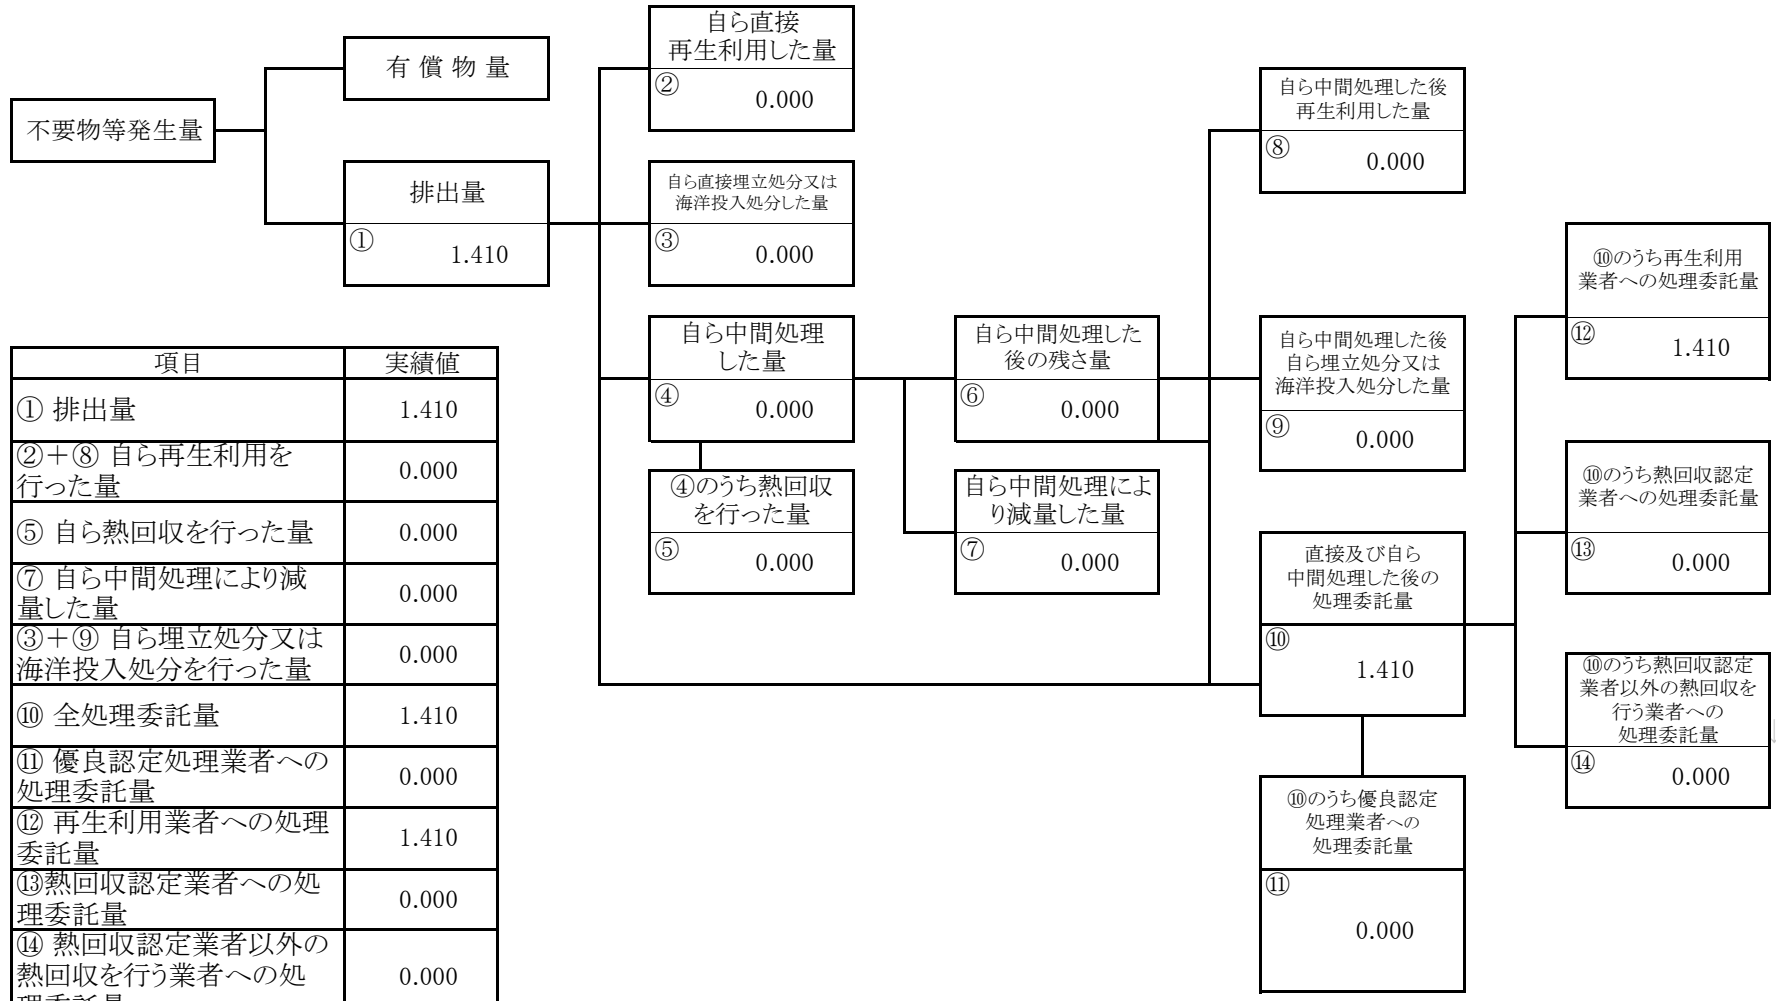 不要物等発生量
有 償 物 量
排出量
①
1.410
自ら直接
再生利用した量
②
0.000
自ら直接埋立処分又は
海洋投入処分した量
③
0.000
自ら中間処理
した量
④
0.000
④のうち熱回収
を行った量
⑤
0.000
自ら中間処理した
後の残さ量
⑥
0.000
自ら中間処理によ
り減量した量
⑦
0.000
自ら中間処理した後
再生利用した量
⑧
0.000
自ら中間処理した後
自ら埋立処分又は
海洋投入処分した量
⑨
0.000
直接及び自ら
中間処理した後の
処理委託量
⑩
1.410
⑩のうち優良認定
処理業者への
処理委託量
⑪
0.000
⑩のうち再生利用
業者への処理委託量
⑫
1.410
⑩のうち熱回収認定
業者への処理委託量
⑬
0.000
⑩のうち熱回収認定
業者以外の熱回収を
行う業者への
処理委託量
⑭
0.000
項目 実績値
① 排出量 1.410
②＋⑧ 自ら再生利用を
行った量 0.000
⑤ 自ら熱回収を行った量 0.000
⑦ 自ら中間処理により減
量した量 0.000
③＋⑨ 自ら埋立処分又は
海洋投入処分を行った量 0.000
⑩ 全処理委託量 1.410
⑪ 優良認定処理業者への
処理委託量 0.000
⑫ 再生利用業者への処理
委託量 1.410
⑬熱回収認定業者への処
理委託量 0.000
⑭ 熱回収認定業者以外の
熱回収を行う業者への処 0.000
理委託量